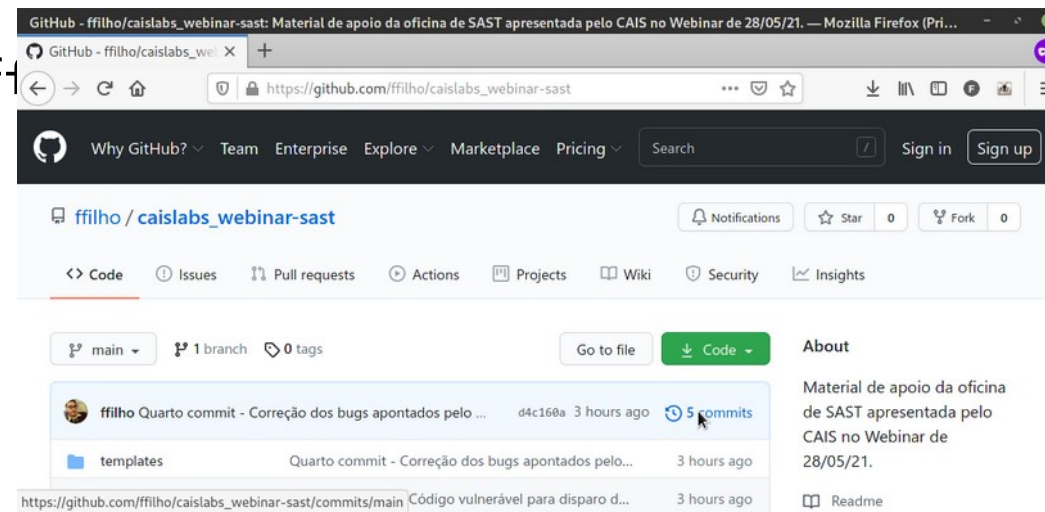 GitHub - ffilho/caislabs_webinar-sast: Material de apoio da oficina de SAST apresentada pelo CAIS no Webinar de 28/05/21. — Mozilla Firefox (Pri...
GitHub - ffilho/caislabs_we
https://github.com/ffilho/caislabs_webinar-sast
Why GitHub? Team Enterprise Explore Marketplace Pricing Search / Sign in Sign up
ffilho / caislabs_webinar-sast Notifications Star 0 Fork 0
<> Code Issues Pull requests Actions Projects Wiki Security Insights
main 1 branch 0 tags Go to file Code About
Material de apoio da oficina
de SAST apresentada pelo
CAIS no Webinar de
28/05/21.
Readme
ffilho Quarto commit - Correção dos bugs apontados pelo ... d4c160a 3 hours ago 5 commits
templates Quarto commit - Correção dos bugs apontados pelo... 3 hours ago
https://github.com/ffilho/caislabs_webinar-sast/commits/main Código vulnerável para disparo d... 3 hours ago